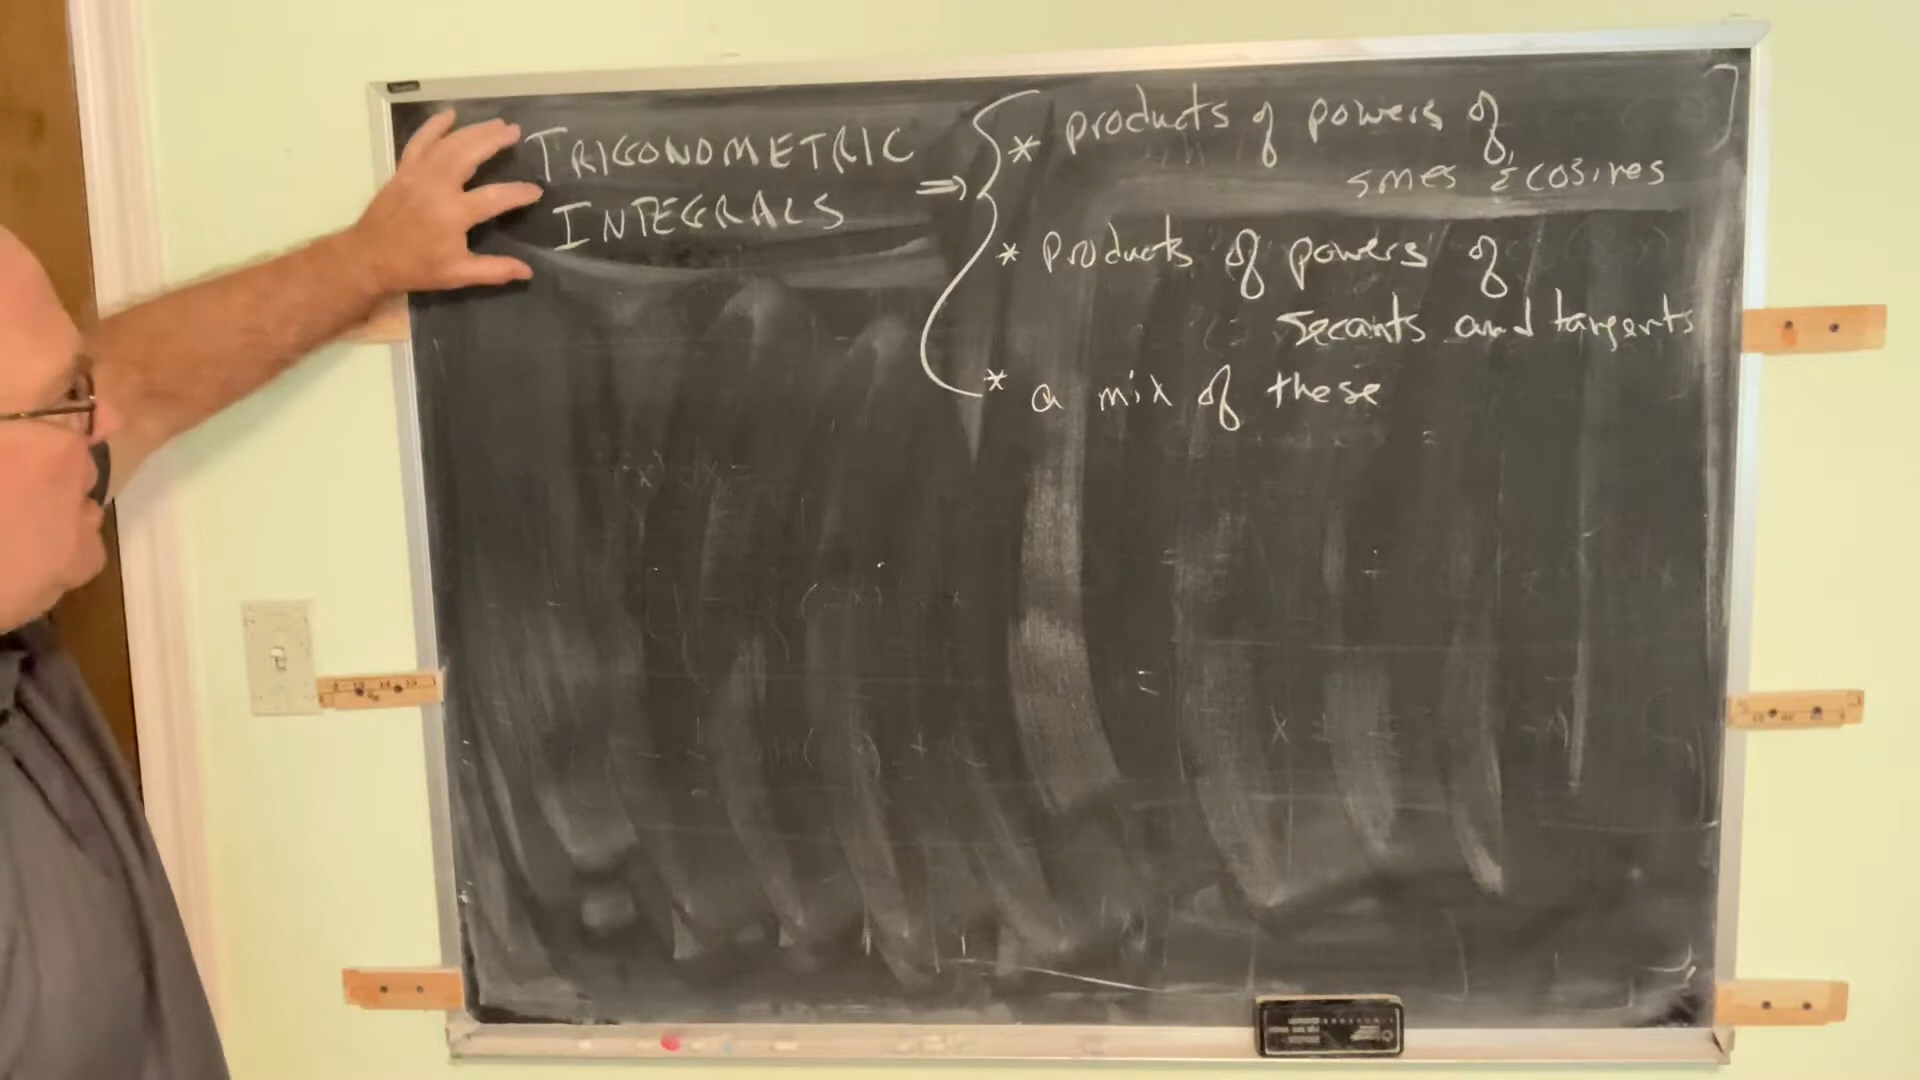 TRIGONOMETRIC
INTEGRALS
⇒ { * products of powers of
sines & cosines
* products of powers of
secants and tangents
* a mix of these